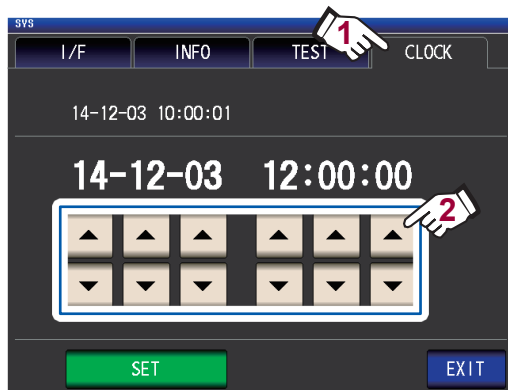 SYS
I/F INFO TEST CLOCK
1
14-12-03 10:00:01
14-12-03 12:00:00
2
SET EXIT